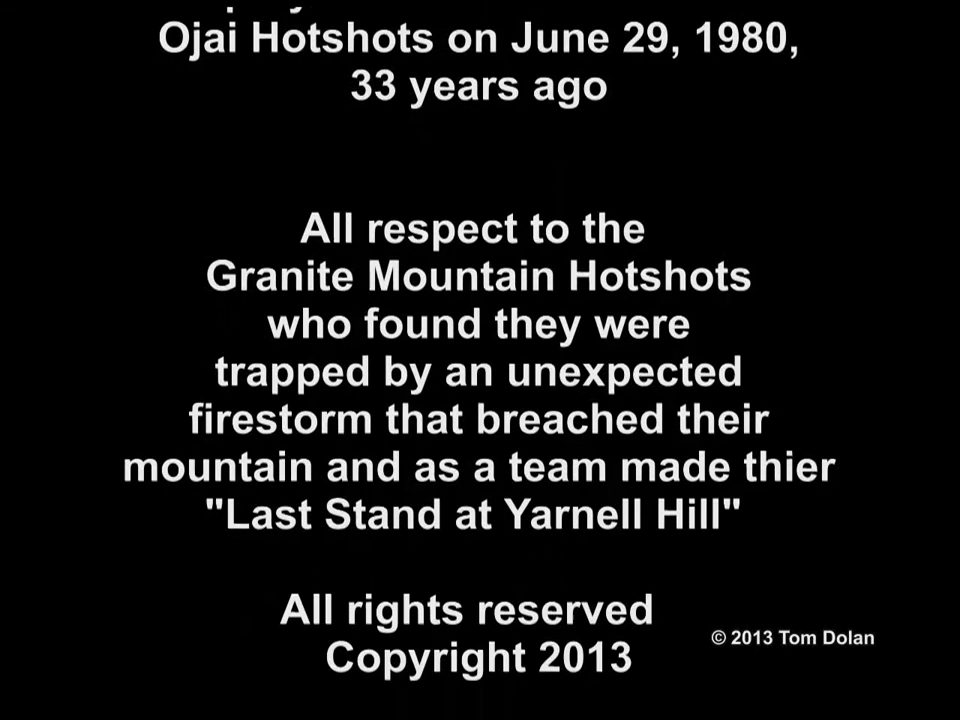 Ojai Hotshots on June 29, 1980,
33 years ago
All respect to the
Granite Mountain Hotshots
who found they were
trapped by an unexpected
firestorm that breached their
mountain and as a team made thier
"Last Stand at Yarnell Hill"
All rights reserved
Copyright 2013
© 2013 Tom Dolan